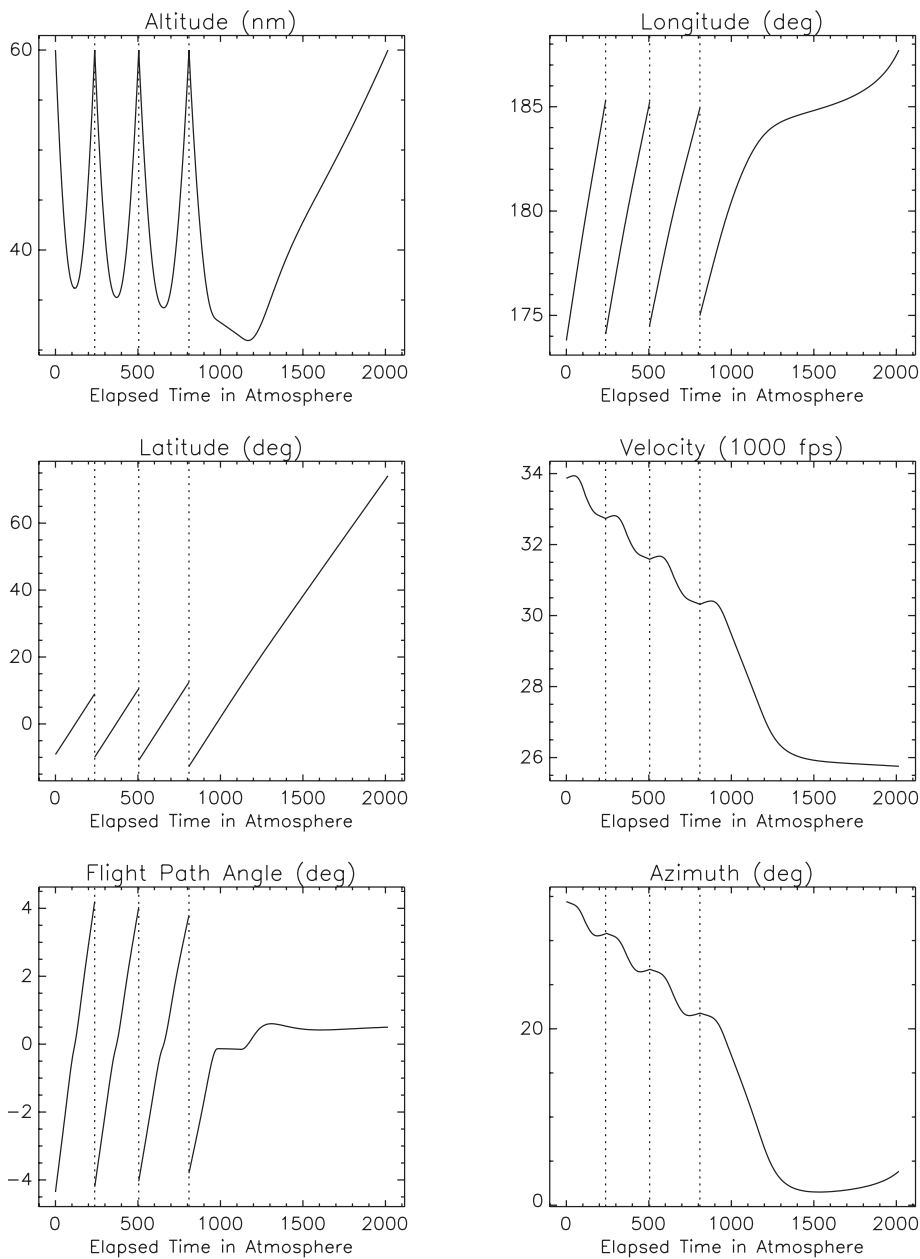 Altitude (nm)
60
40
0 500 1000 1500 2000
Elapsed Time in Atmosphere
Longitude (deg)
185
180
175
0 500 1000 1500 2000
Elapsed Time in Atmosphere
Latitude (deg)
60
40
20
0
0 500 1000 1500 2000
Elapsed Time in Atmosphere
Velocity (1000 fps)
34
32
30
28
26
0 500 1000 1500 2000
Elapsed Time in Atmosphere
Flight Path Angle (deg)
4
2
0
−2
−4
0 500 1000 1500 2000
Elapsed Time in Atmosphere
Azimuth (deg)
20
0
0 500 1000 1500 2000
Elapsed Time in Atmosphere